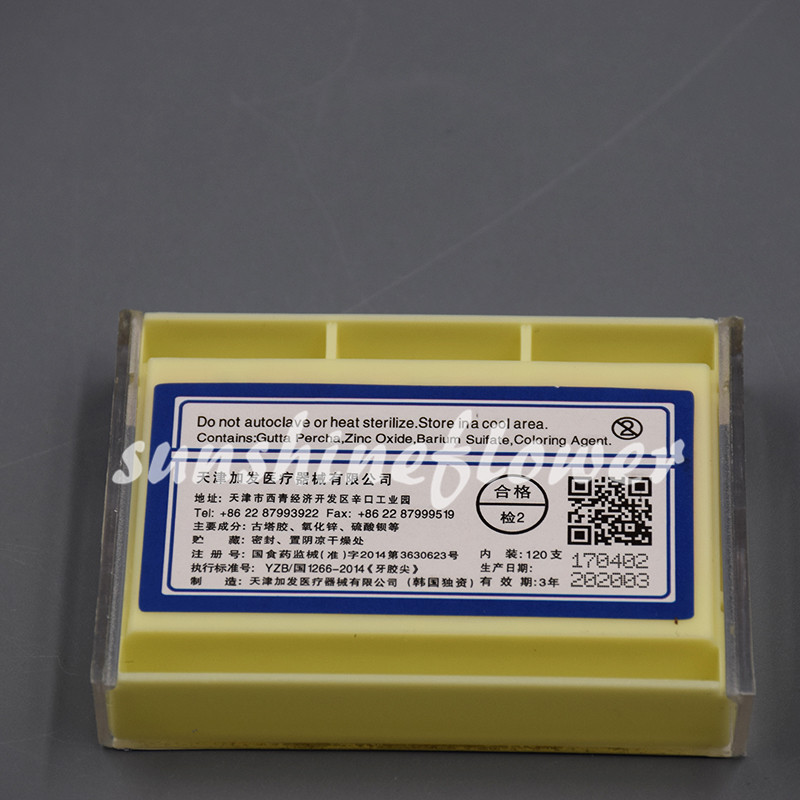 Do not autoclave or heat sterilize.Store in a cool area.
Contains:Gutta Percha,Zinc Oxide,Barium Sulfate,Coloring Agent.
sunshineflower
天津加发医疗器械有限公司
地址: 天津市西青经济开发区辛口工业园
Tel: +86 22 87993922 Fax: +86 22 87999519
主要成分: 古塔胶、氧化锌、硫酸钡等
贮 藏: 密封、置阴凉干燥处
注 册 号: 国食药监械(准)字2014第3630623号
执行标准号: YZB/国1266-2014《牙胶尖》
制 造: 天津加发医疗器械有限公司(韩国独资)
合格
检2
2
内 装: 120支
生产日期: 170402
有 效 期: 3年 202003